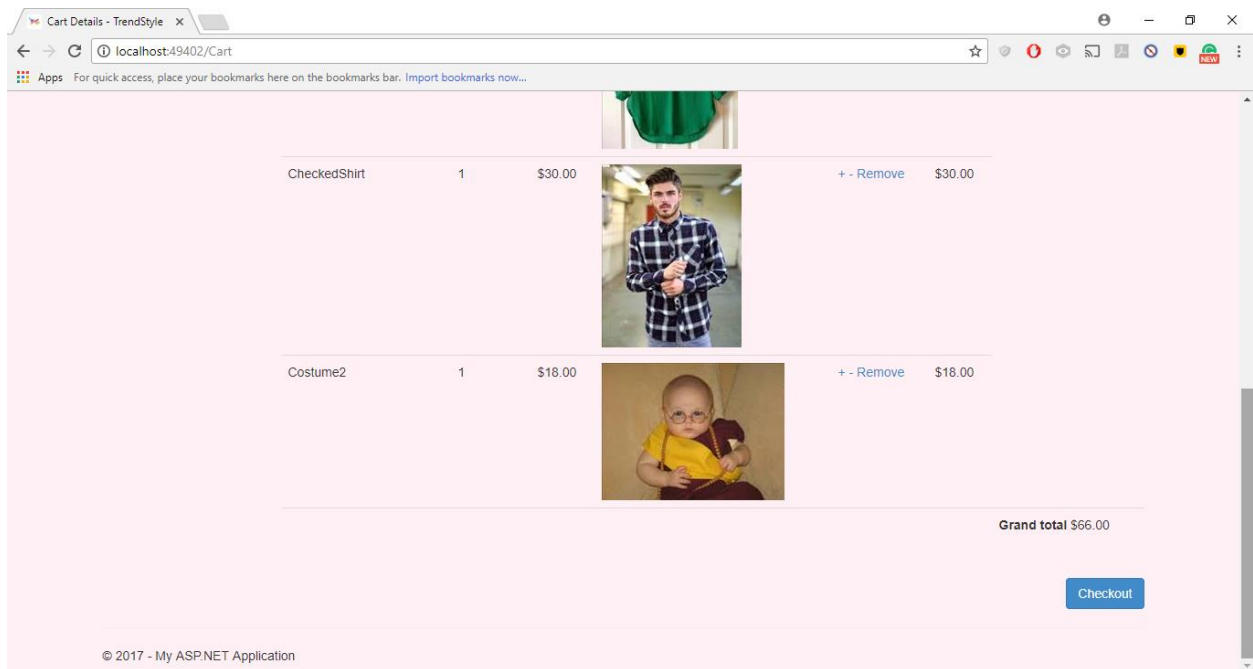 Cart Details - TrendStyle
localhost:49402/Cart
Apps For quick access, place your bookmarks here on the bookmarks bar. Import bookmarks now...
NEW
CheckedShirt 1 $30.00 + - Remove $30.00
Costume2 1 $18.00 + - Remove $18.00
Grand total $66.00
Checkout
© 2017 - My ASP.NET Application